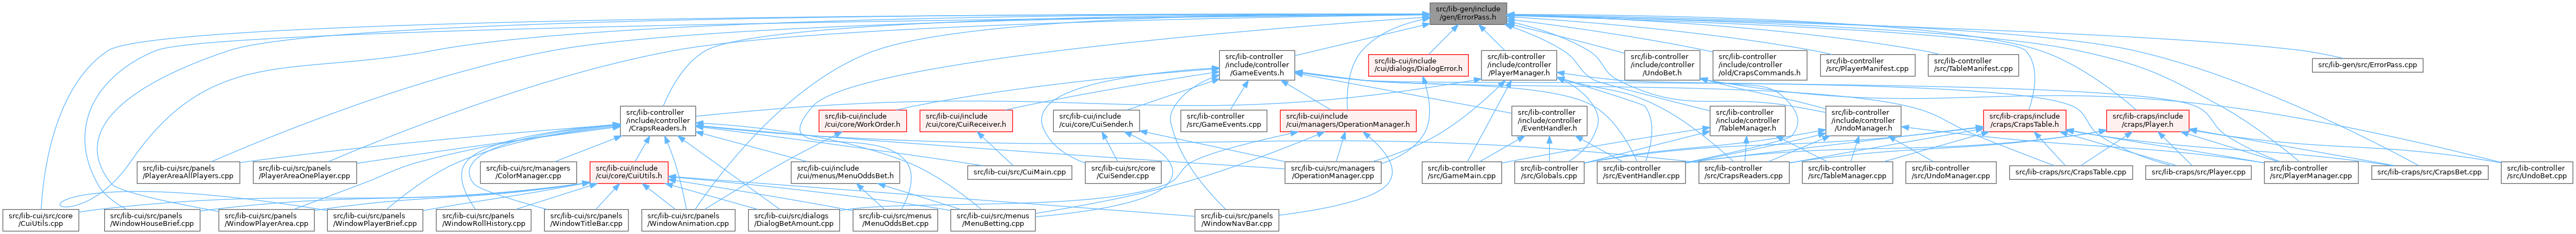 src/lib-gen/include
/gen/ErrorPass.h
src/lib-controller
/include/controller
/GameEvents.h
src/lib-cui/include
/cui/dialogs/DialogError.h
src/lib-controller
/include/controller
/PlayerManager.h
src/lib-controller
/include/controller
/UndoBet.h
src/lib-controller
/include/controller
/old/CrapsCommands.h
src/lib-controller
/src/PlayerManifest.cpp
src/lib-controller
/src/TableManifest.cpp
src/lib-gen/src/ErrorPass.cpp
src/lib-controller
/include/controller
/CrapsReaders.h
src/lib-cui/include
/cui/core/WorkOrder.h
src/lib-cui/include
/cui/core/CuiReceiver.h
src/lib-controller
/src/GameEvents.cpp
src/lib-cui/include
/cui/core/CuiSender.h
src/lib-cui/include
/cui/managers/OperationManager.h
src/lib-controller
/include/controller
/EventHandler.h
src/lib-controller
/include/controller
/TableManager.h
src/lib-controller
/include/controller
/UndoManager.h
src/lib-craps/include
/craps/CrapsTable.h
src/lib-craps/include
/craps/Player.h
src/lib-cui/src/panels
/PlayerAreaAllPlayers.cpp
src/lib-cui/src/panels
/PlayerAreaOnePlayer.cpp
src/lib-cui/src/managers
/ColorManager.cpp
src/lib-cui/include
/cui/core/CuiUtils.h
src/lib-cui/include
/cui/menus/MenuOddsBet.h
src/lib-cui/src/CuiMain.cpp
src/lib-cui/src/core
/CuiSender.cpp
src/lib-cui/src/managers
/OperationManager.cpp
src/lib-controller
/src/GameMain.cpp
src/lib-controller
/src/Globals.cpp
src/lib-controller
/src/EventHandler.cpp
src/lib-controller
/src/CrapsReaders.cpp
src/lib-controller
/src/TableManager.cpp
src/lib-controller
/src/UndoManager.cpp
src/lib-craps/src/CrapsTable.cpp
src/lib-craps/src/Player.cpp
src/lib-controller
/src/PlayerManager.cpp
src/lib-craps/src/CrapsBet.cpp
src/lib-controller
/src/UndoBet.cpp
src/lib-cui/src/core
/CuiUtils.cpp
src/lib-cui/src/panels
/WindowHouseBrief.cpp
src/lib-cui/src/panels
/WindowPlayerArea.cpp
src/lib-cui/src/panels
/WindowPlayerBrief.cpp
src/lib-cui/src/panels
/WindowRollHistory.cpp
src/lib-cui/src/panels
/WindowTitleBar.cpp
src/lib-cui/src/panels
/WindowAnimation.cpp
src/lib-cui/src/dialogs
/DialogBetAmount.cpp
src/lib-cui/src/menus
/MenuOddsBet.cpp
src/lib-cui/src/menus
/MenuBetting.cpp
src/lib-cui/src/panels
/WindowNavBar.cpp